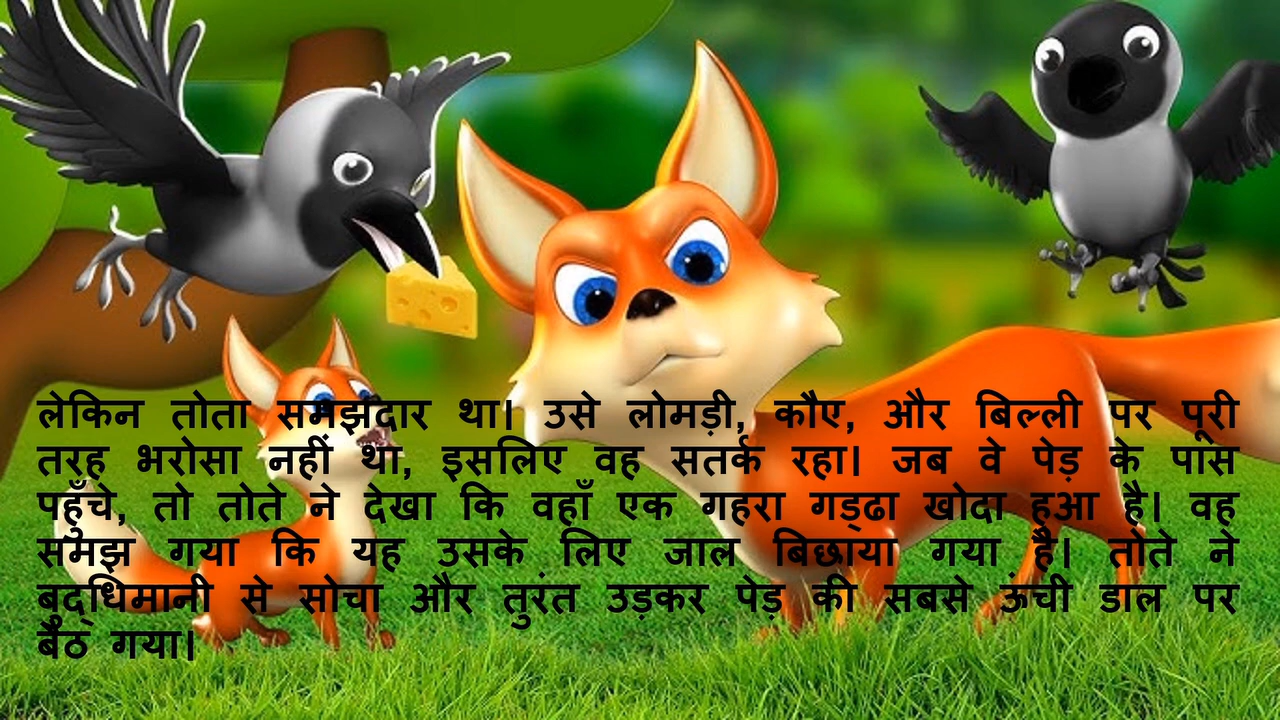 लेकिन तोता समझदार था। उसे लोमड़ी, कौए, और बिल्ली पर पूरी
तरह भरोसा नहीं था, इसलिए वह सतर्क रहा। जब वे पेड़ के पास
पहुँचे, तो तोते ने देखा कि वहाँ एक गहरा गड्ढा खोदा हुआ है। वह
समझ गया कि यह उसके लिए जाल बिछाया गया है। तोते ने
बुद्धिमानी से सोचा और तुरंत उड़कर पेड़ की सबसे ऊंची डाल पर
बैठ गया।